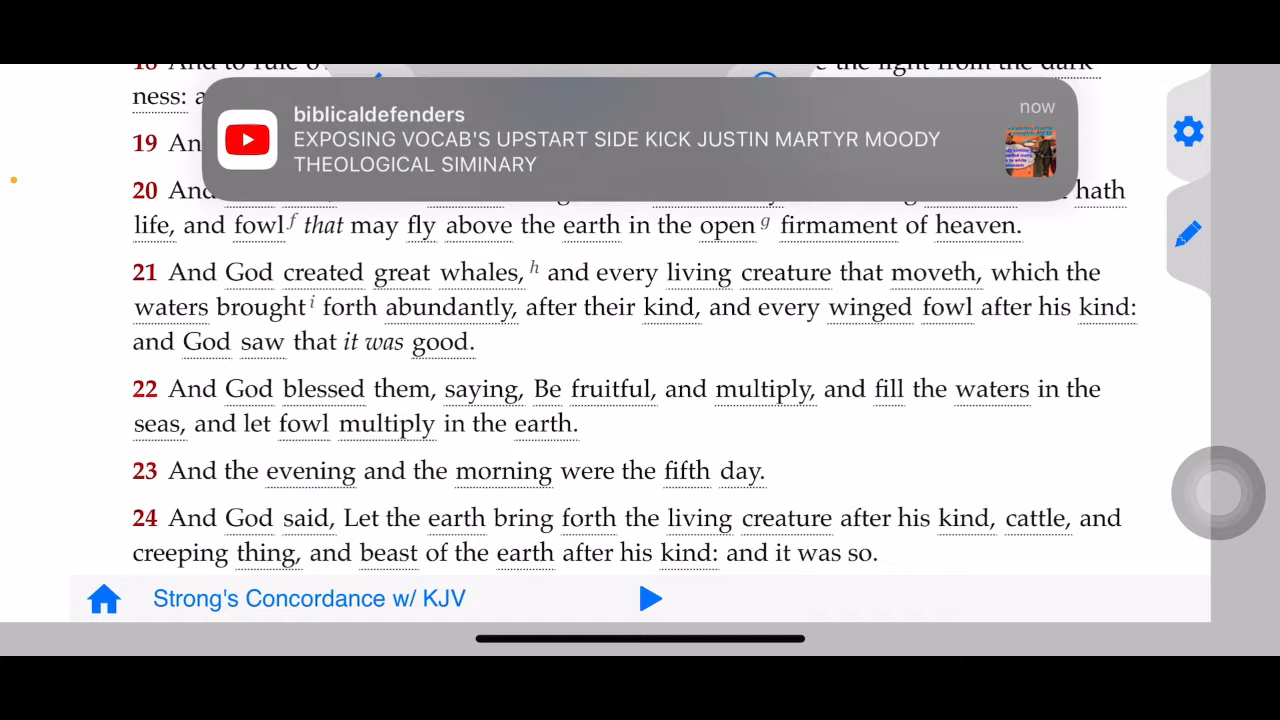 ness: a
biblicaldefenders
now
EXPOSING VOCAB'S UPSTART SIDE KICK JUSTIN MARTYR MOODY
THEOLOGICAL SIMINARY
19 An
20 And hath
life, and fowl f that may fly above the earth in the open g firmament of heaven.
21 And God created great whales, h and every living creature that moveth, which the
waters brought i forth abundantly, after their kind, and every winged fowl after his kind:
and God saw that it was good.
22 And God blessed them, saying, Be fruitful, and multiply, and fill the waters in the
seas, and let fowl multiply in the earth.
23 And the evening and the morning were the fifth day.
24 And God said, Let the earth bring forth the living creature after his kind, cattle, and
creeping thing, and beast of the earth after his kind: and it was so.
Strong's Concordance w/ KJV